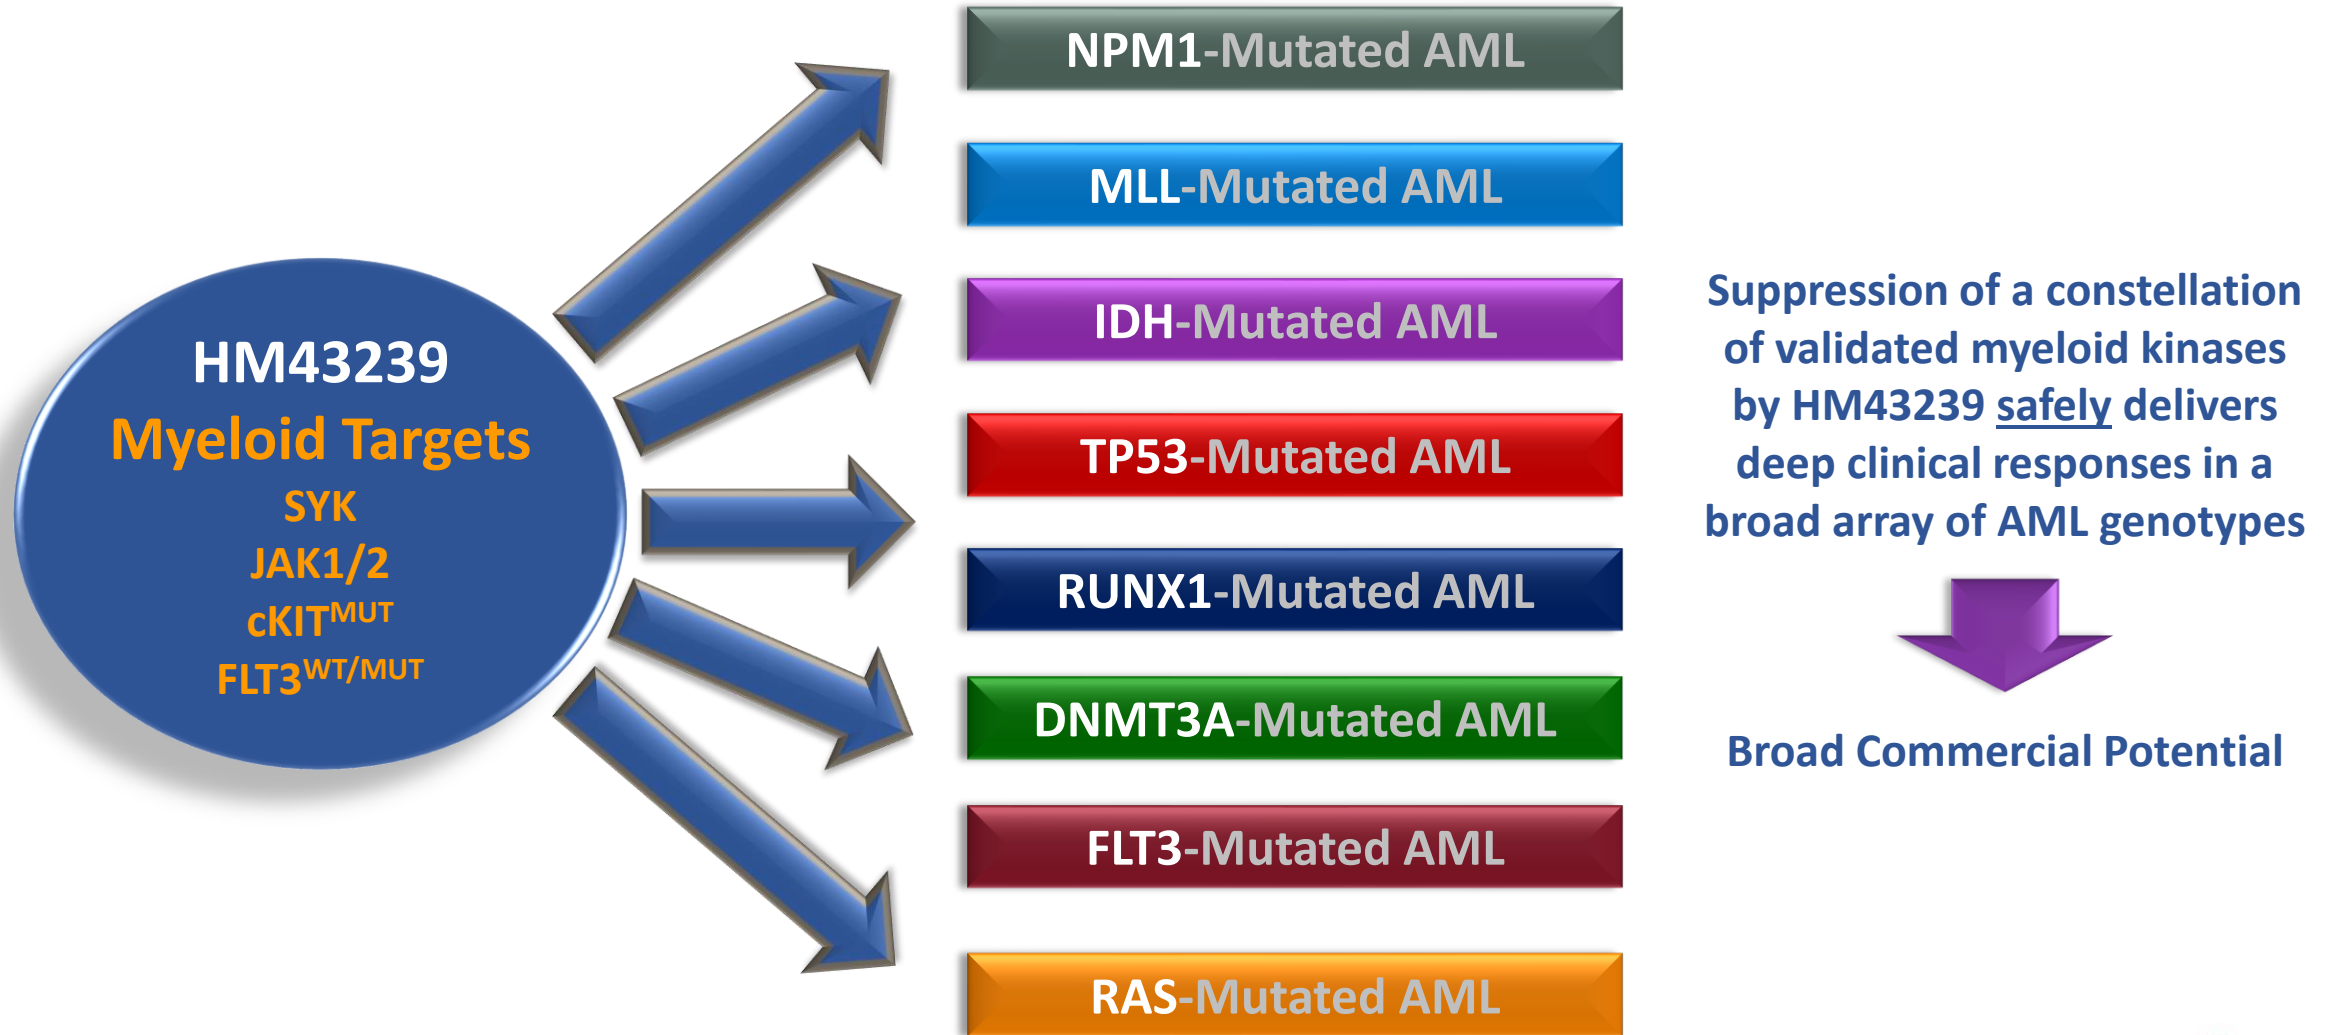 HM43239
Myeloid Targets
SYK
JAK1/2
cKITMUT
FLT3WT/MUT
NPM1-Mutated AML
MLL-Mutated AML
IDH-Mutated AML
TP53-Mutated AML
RUNX1-Mutated AML
DNMT3A-Mutated AML
FLT3-Mutated AML
RAS-Mutated AML
Suppression of a constellation
of validated myeloid kinases
by HM43239 safely delivers
deep clinical responses in a
broad array of AML genotypes
Broad Commercial Potential